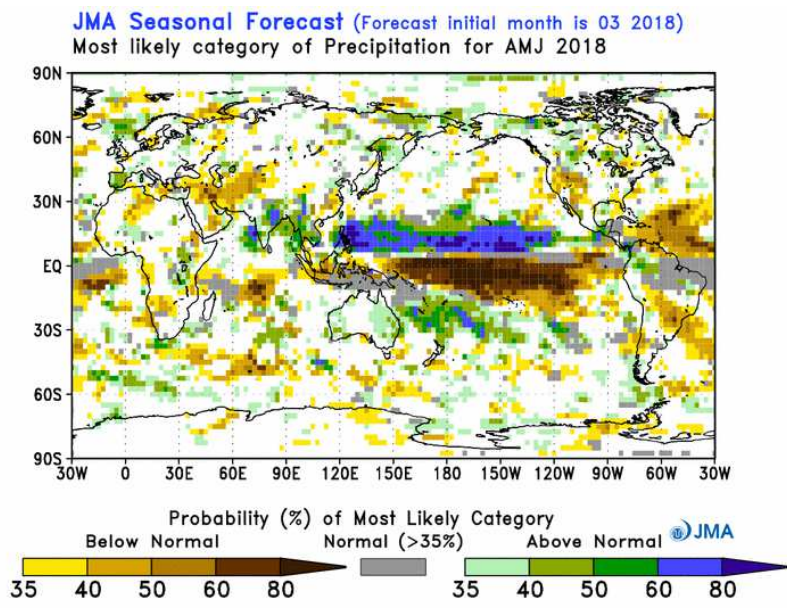 JMA Seasonal Forecast (Forecast initial month is 03 2018)
Most likely category of Precipitation for AMJ 2018
90N
60N
30N
EQ
30S
60S
90S
30W 0 30E 60E 90E 120E 150E 180 150W 120W 90W 60W 30W
Probability (%) of Most Likely Category
Below Normal Normal (>35%) Above Normal JMA
35 40 50 60 80 35 40 50 60 80